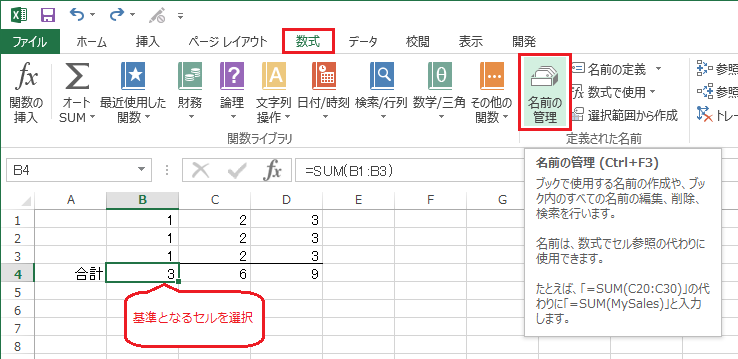 ファイル ホーム 挿入 ページ レイアウト 数式 データ 校閲 表示 開発
fx Σ ? A θ …
関数の挿入 オート SUM 最近使用した関数 財務 論理 文字列操作 日付/時刻 検索/行列 数学/三角 その他の関数 名前の管理
名前の定義 参照
数式で使用 参照
選択範囲から作成 トレー
関数ライブラリ 定義された名前
B4 fx =SUM(B1:B3)
A B C D E F G
1 1 2 3
2 1 2 3
3 1 2 3
4 合計 3 6 9
5
6
7
8
基準となるセルを選択
名前の管理 (Ctrl+F3)
ブックで使用する名前の作成や、ブッ
ク内のすべての名前の編集、削除、
検索を行います。
名前は、数式でセル参照の代わりに
使用できます。
たとえば、「=SUM(C20:C30)」の代
わりに「=SUM(MySales)」と入力
します。